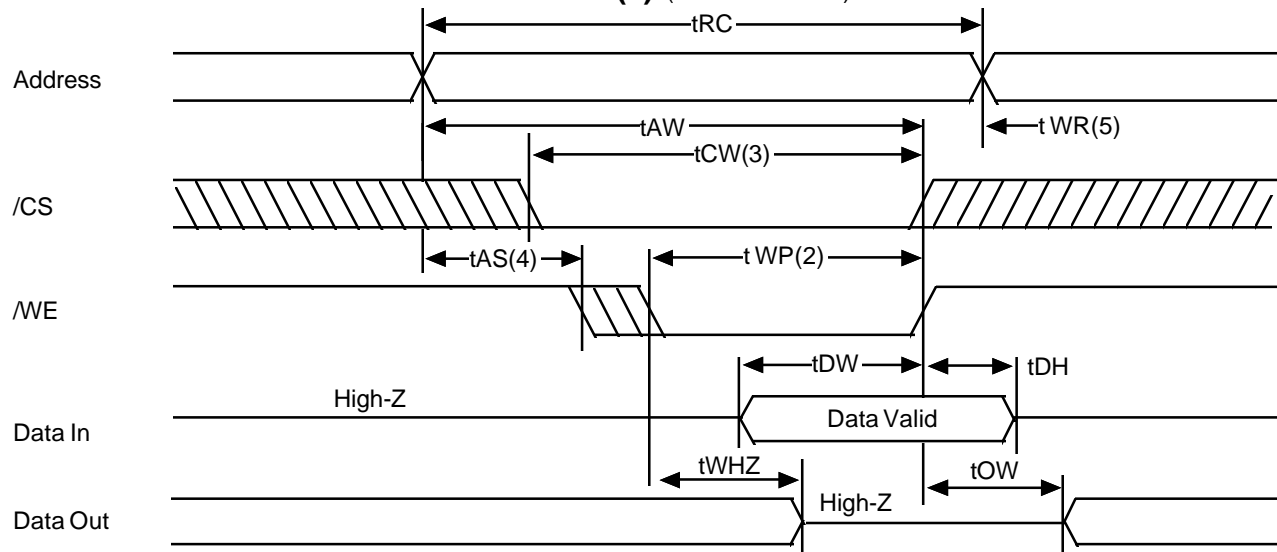 tRC
Address
tAW
t WR(5)
tCW(3)
/CS
tAS(4)
t WP(2)
/WE
tDW
tDH
High-Z
Data Valid
Data In
tWHZ
tOW
High-Z
Data Out